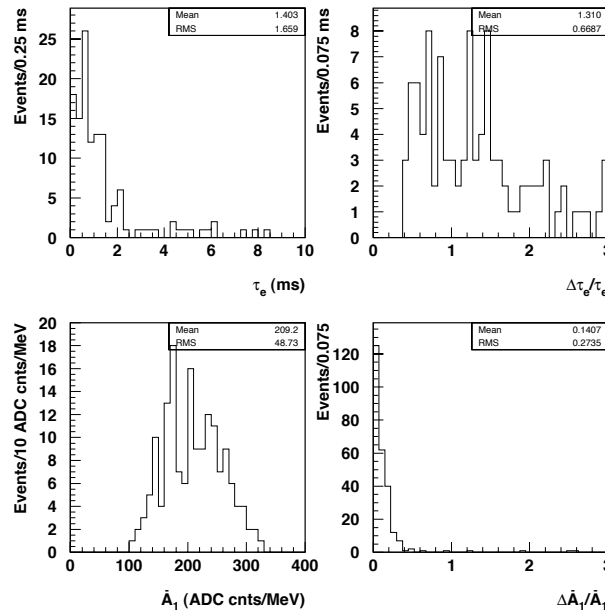 Mean 1.403
RMS 1.659
Events/0.25 ms
25
20
15
10
5
0
0 2 4 6 8 10
τe (ms)
Mean 1.310
RMS 0.6687
Events/0.075 ms
8
7
6
5
4
3
2
1
0
0 1 2 3
Δτe/τe
Mean 209.2
RMS 48.73
Events/10 ADC cnts/MeV
20
18
16
14
12
10
8
6
4
2
0
0 100 200 300 400
Ā1 (ADC cnts/MeV)
Mean 0.1407
RMS 0.2735
Events/0.075
120
100
80
60
40
20
0
0 1 2 3
ΔĀ1/Ā1